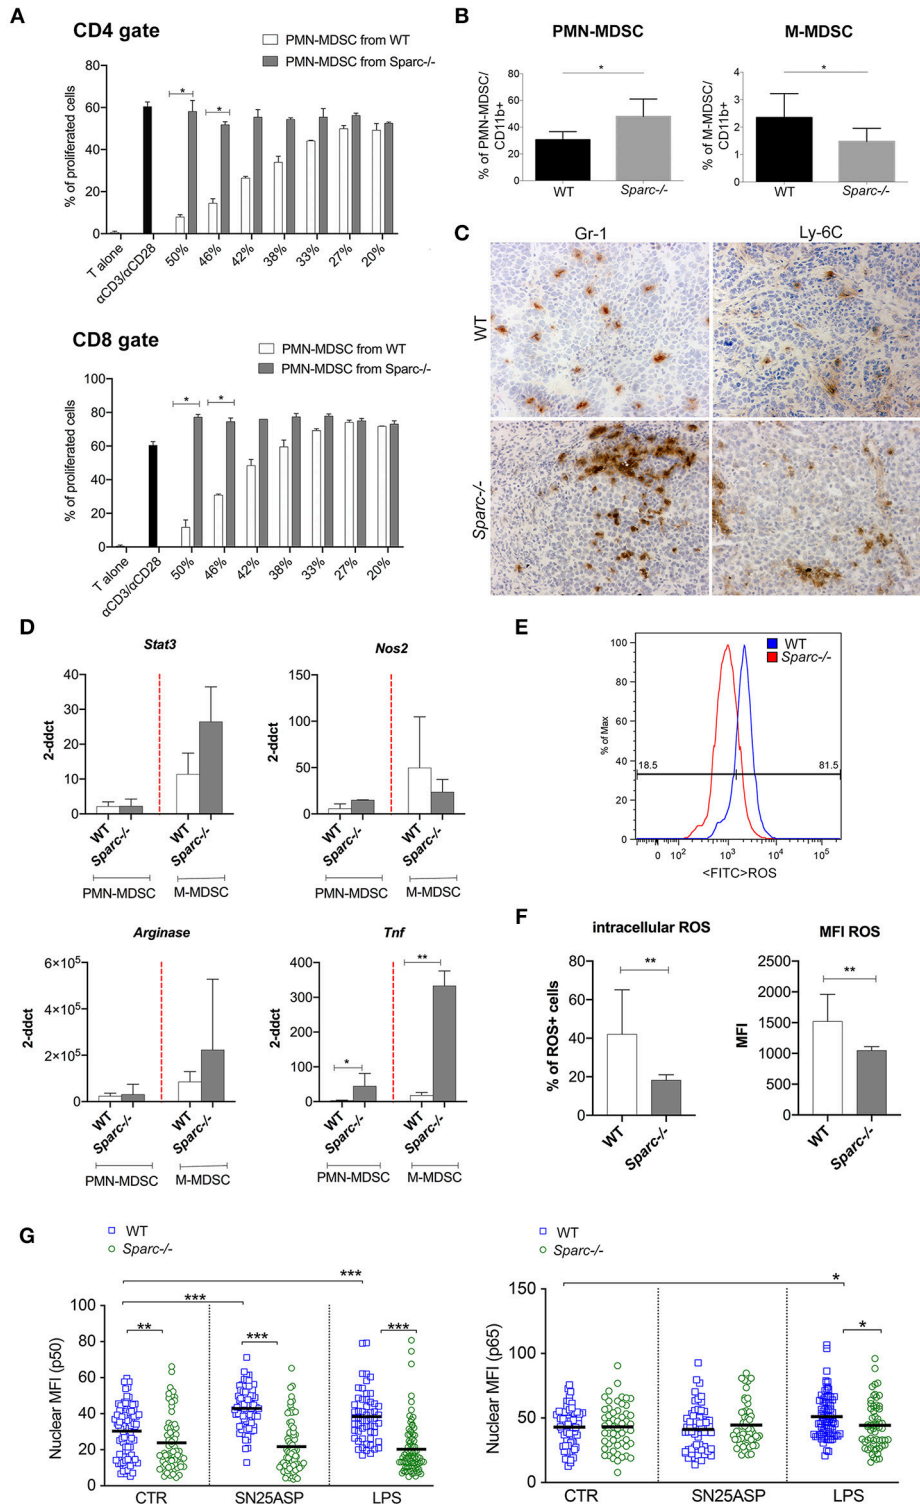 A
CD4 gate
PMN-MDSC from WT
PMN-MDSC from Sparc-/-
% of proliferated cells
80
60
40
20
0
*
*
T alone
αCD3/αCD28
50%
46%
42%
38%
33%
27%
20%
CD8 gate
PMN-MDSC from WT
PMN-MDSC from Sparc-/-
% of proliferated cells
100
80
60
40
20
0
*
*
T alone
αCD3/αCD28
50%
46%
42%
38%
33%
27%
20%
B
PMN-MDSC
% of PMN-MDSC/
CD11b+
80
60
40
20
0
*
WT
Sparc-/-
M-MDSC
% of M-MDSC/
CD11b+
4
3
2
1
0
*
WT
Sparc-/-
C
Gr-1
Ly-6C
WT
Sparc-/-
D
Stat3
2-ddct
40
30
20
10
0
WT
Sparc-/-
WT
Sparc-/-
PMN-MDSC
M-MDSC
Nos2
2-ddct
150
100
50
0
WT
Sparc-/-
WT
Sparc-/-
PMN-MDSC
M-MDSC
Arginase
2-ddct
6×10⁵
4×10⁵
2×10⁵
0
WT
Sparc-/-
WT
Sparc-/-
PMN-MDSC
M-MDSC
Tnf
2-ddct
400
300
200
100
0
*
**
WT
Sparc-/-
WT
Sparc-/-
PMN-MDSC
M-MDSC
E
WT
Sparc-/-
% of Max
100
80
60
40
20
0
18.5
81.5
0
10²
10³
10⁴
10⁵
<FITC>ROS
F
intracellular ROS
% of ROS+ cells
80
60
40
20
0
**
WT
Sparc-/-
MFI ROS
MFI
2500
2000
1500
1000
500
0
**
WT
Sparc-/-
G
WT
Sparc-/-
Nuclear MFI (p50)
100
80
60
40
20
0
***
***
**
***
***
CTR
SN25ASP
LPS
WT
Sparc-/-
Nuclear MFI (p65)
150
100
50
0
*
*
CTR
SN25ASP
LPS